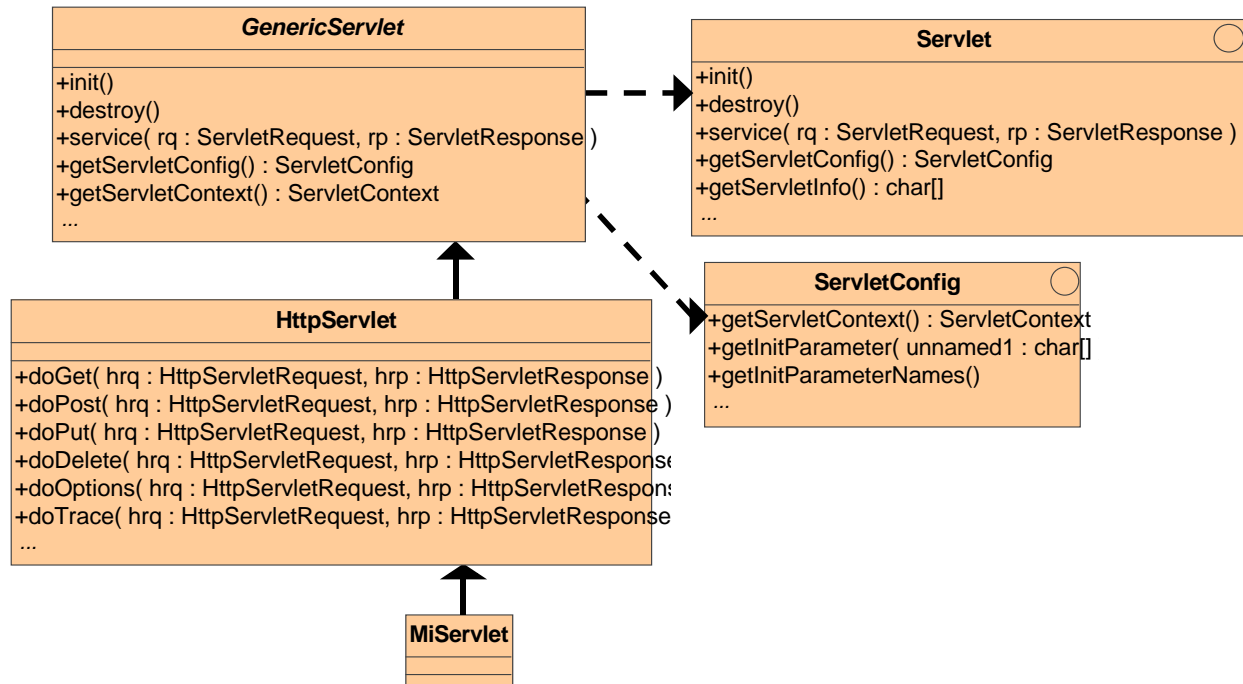 GenericServlet
+init()
+destroy()
+service( rq : ServletRequest, rp : ServletResponse )
+getServletConfig() : ServletConfig
+getServletContext() : ServletContext
...
Servlet
+init()
+destroy()
+service( rq : ServletRequest, rp : ServletResponse )
+getServletConfig() : ServletConfig
+getServletInfo() : char[]
...
ServletConfig
+getServletContext() : ServletContext
+getInitParameter( unnamed1 : char[]
+getInitParameterNames()
...
HttpServlet
+doGet( hrq : HttpServletRequest, hrp : HttpServletResponse )
+doPost( hrq : HttpServletRequest, hrp : HttpServletResponse )
+doPut( hrq : HttpServletRequest, hrp : HttpServletResponse )
+doDelete( hrq : HttpServletRequest, hrp : HttpServletResponse
+doOptions( hrq : HttpServletRequest, hrp : HttpServletRespons
+doTrace( hrq : HttpServletRequest, hrp : HttpServletResponse
...
MiServlet